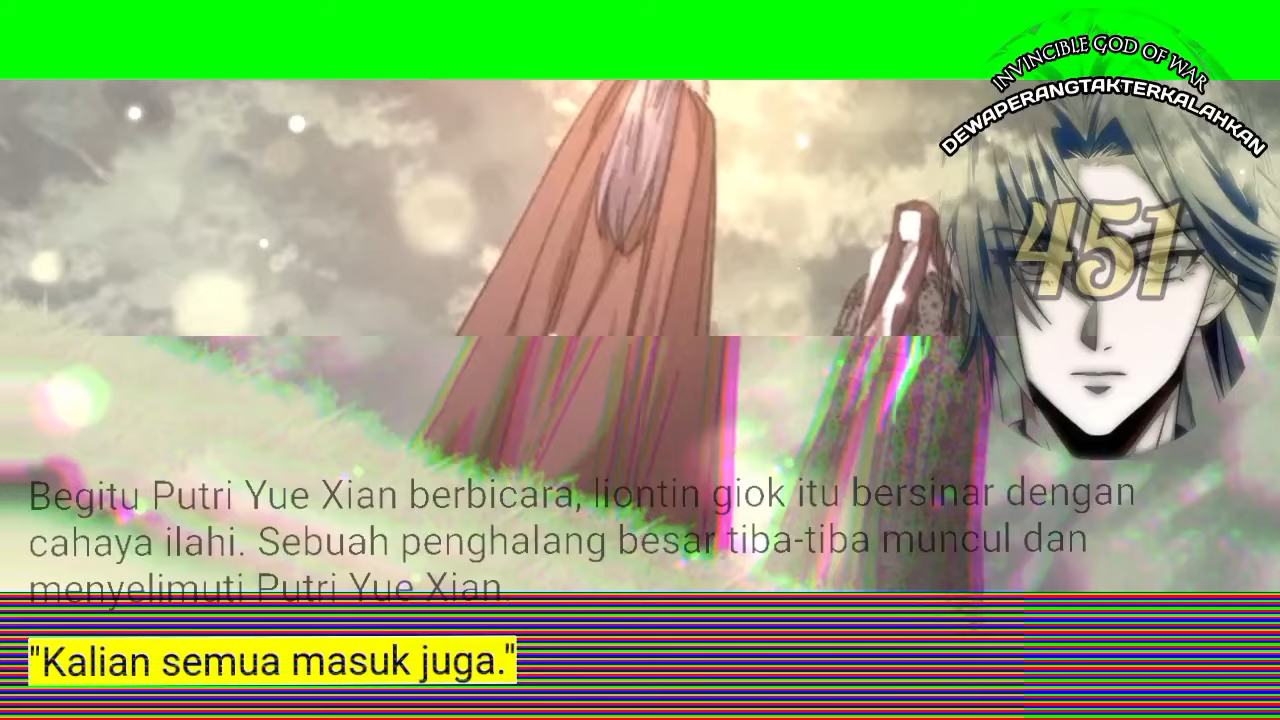 INVINCIBLE GOD OF WAR
DEWAPERANGTAKTERKALAHKAN
451
Begitu Putri Yue Xian berbicara, liontin giok itu bersinar dengan
cahaya ilahi. Sebuah penghalang besar tiba-tiba muncul dan
menyelimuti Putri Yue Xian.
"Kalian semua masuk juga."